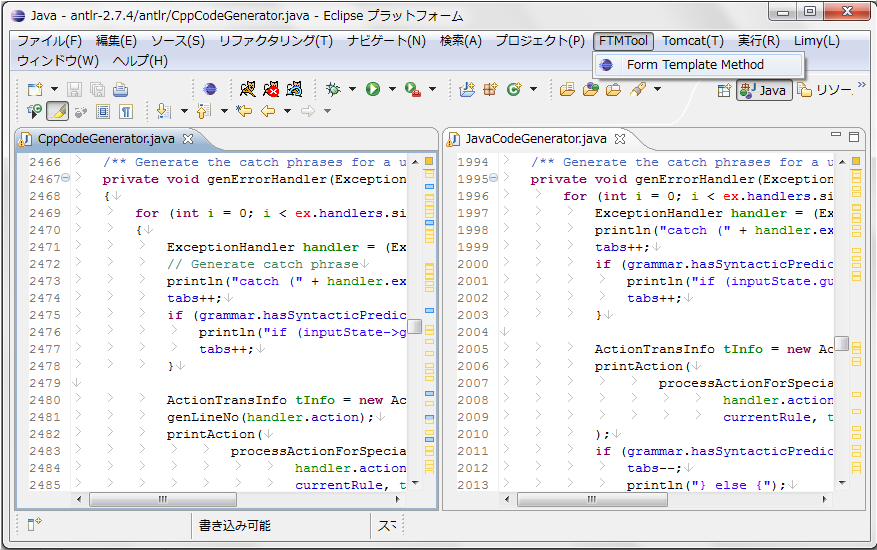 Java - antlr-2.7.4/antlr/CppCodeGenerator.java - Eclipse プラットフォーム
ファイル(F) 編集(E) ソース(S) リファクタリング(T) ナビゲート(N) 検索(A) プロジェクト(P) FTMTool Tomcat(T) 実行(R) Limy(L)
ウィンドウ(W) ヘルプ(H)
Form Template Method
Java リソー
CppCodeGenerator.java
2466 /** Generate the catch phrases for a u
2467 private void genErrorHandler(Exception
2468 {
2469 for (int i = 0; i < ex.handlers.si
2470 {
2471 ExceptionHandler handler = (Ex
2472 // Generate catch phrase
2473 println("catch (" + handler.ex
2474 tabs++;
2475 if (grammar.hasSyntacticPredic
2476 println("if (inputState->g
2477 tabs++;
2478 }
2479
2480 ActionTransInfo tInfo = new Ac
2481 genLineNo(handler.action);
2482 printAction(
2483 processActionForSpecia
2484 handler.action
2485 currentRule, t
JavaCodeGenerator.java
1994 /** Generate the catch phrases for a u
1995 private void genErrorHandler(Exception
1996 for (int i = 0; i < ex.handlers.si
1997 ExceptionHandler handler = (Ex
1998 println("catch (" + handler.ex
1999 tabs++;
2000 if (grammar.hasSyntacticPredic
2001 println("if (inputState.gu
2002 tabs++;
2003 }
2004
2005 ActionTransInfo tInfo = new Ac
2006 printAction(
2007 processActionForSpecia
2008 handler.action
2009 currentRule, t
2010 );
2011 if (grammar.hasSyntacticPredic
2012 tabs--;
2013 println("} else {");
書き込み可能